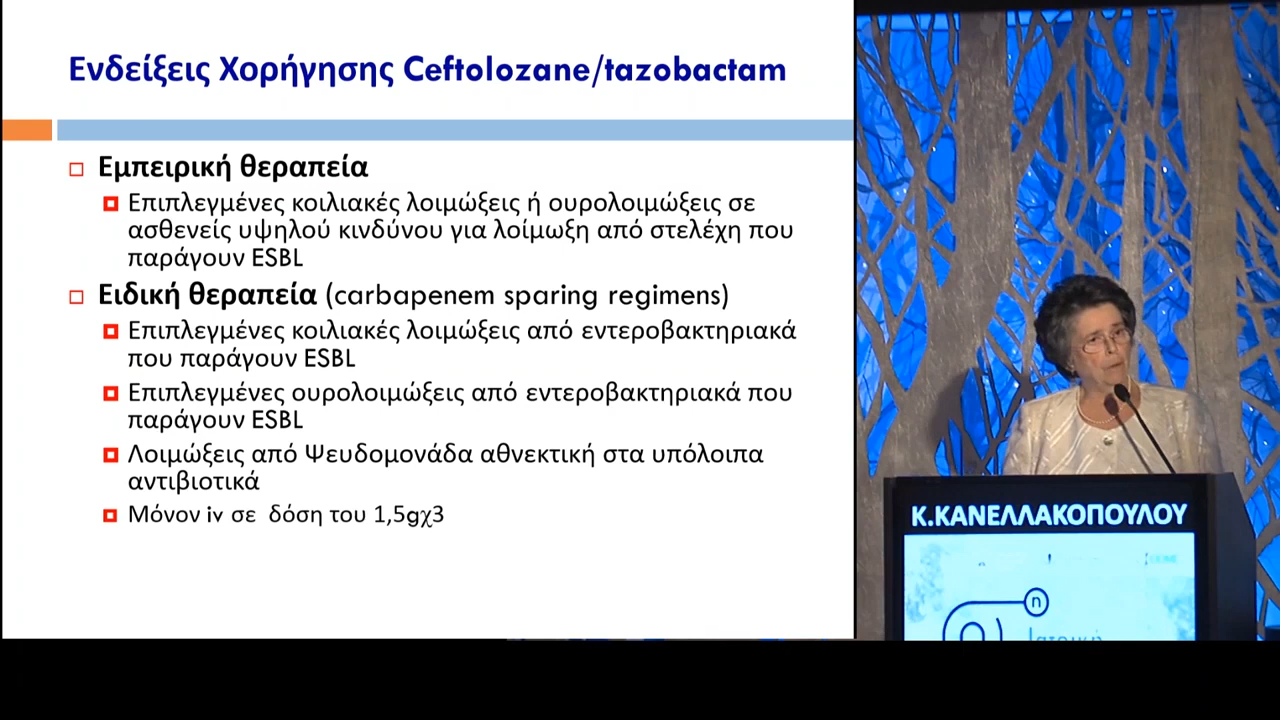 Ενδείξεις Χορήγησης Ceftolozane/tazobactam
Εμπειρική θεραπεία
Επιπλεγμένες κοιλιακές λοιμώξεις ή ουρολοιμώξεις σε
ασθενείς υψηλού κινδύνου για λοίμωξη από στελέχη που
παράγουν ESBL
Ειδική θεραπεία (carbapenem sparing regimens)
Επιπλεγμένες κοιλιακές λοιμώξεις από εντεροβακτηριακά
που παράγουν ESBL
Επιπλεγμένες ουρολοιμώξεις από εντεροβακτηριακά που
παράγουν ESBL
Λοιμώξεις από Ψευδομονάδα αθνεκτική στα υπόλοιπα
αντιβιοτικά
Μόνον iv σε δόση του 1,5gχ3
Κ.ΚΑΝΕΛΛΑΚΟΠΟΥΛΟΥ
n